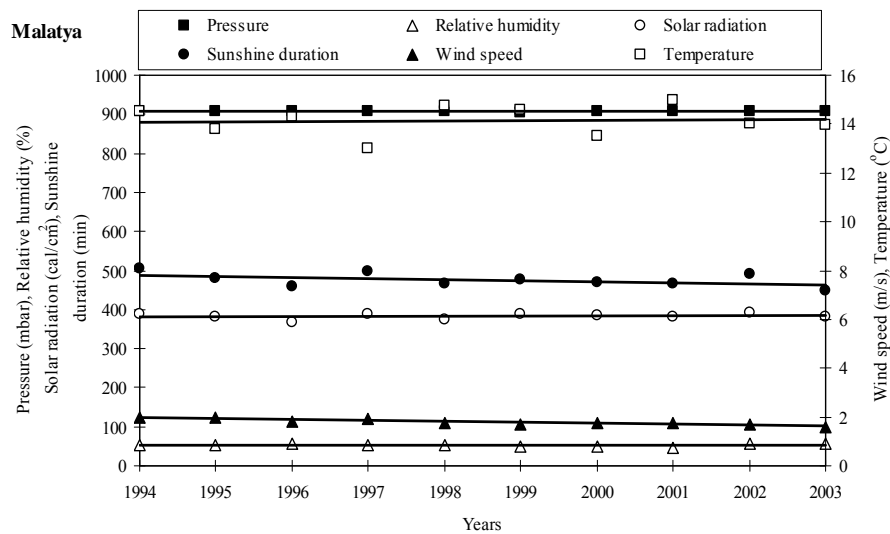 Malatya
Pressure
Relative humidity
Solar radiation
Sunshine duration
Wind speed
Temperature
Pressure (mbar), Relative humidity (%)
Solar radiation (cal/cm²), Sunshine
duration (min)
1000
900
800
700
600
500
400
300
200
100
0
16
14
12
10
8
6
4
2
0
Wind speed (m/s), Temperature (°C)
1994 1995 1996 1997 1998 1999 2000 2001 2002 2003
Years